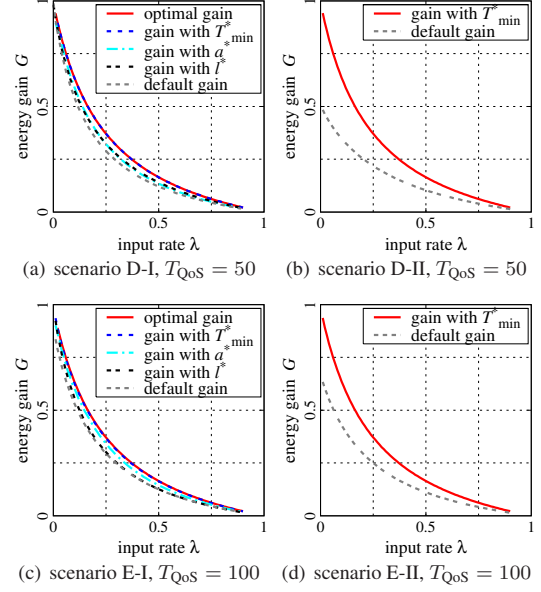 1
0.5
0
energy gain G
optimal gain
gain with T*min
gain with a*
gain with l*
default gain
0 0.5 1
input rate λ
(a) scenario D-I, TQoS = 50
1
0.5
0
energy gain G
gain with T*min
default gain
0 0.5 1
input rate λ
(b) scenario D-II, TQoS = 50
1
0.5
0
energy gain G
optimal gain
gain with T*min
gain with a*
gain with l*
default gain
0 0.5 1
input rate λ
(c) scenario E-I, TQoS = 100
1
0.5
0
energy gain G
gain with T*min
default gain
0 0.5 1
input rate λ
(d) scenario E-II, TQoS = 100